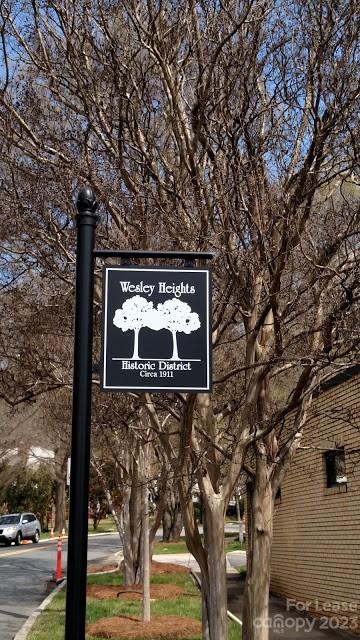 Wesley Heights
Historic District
Circa 1911
For Lease
canopy 2023